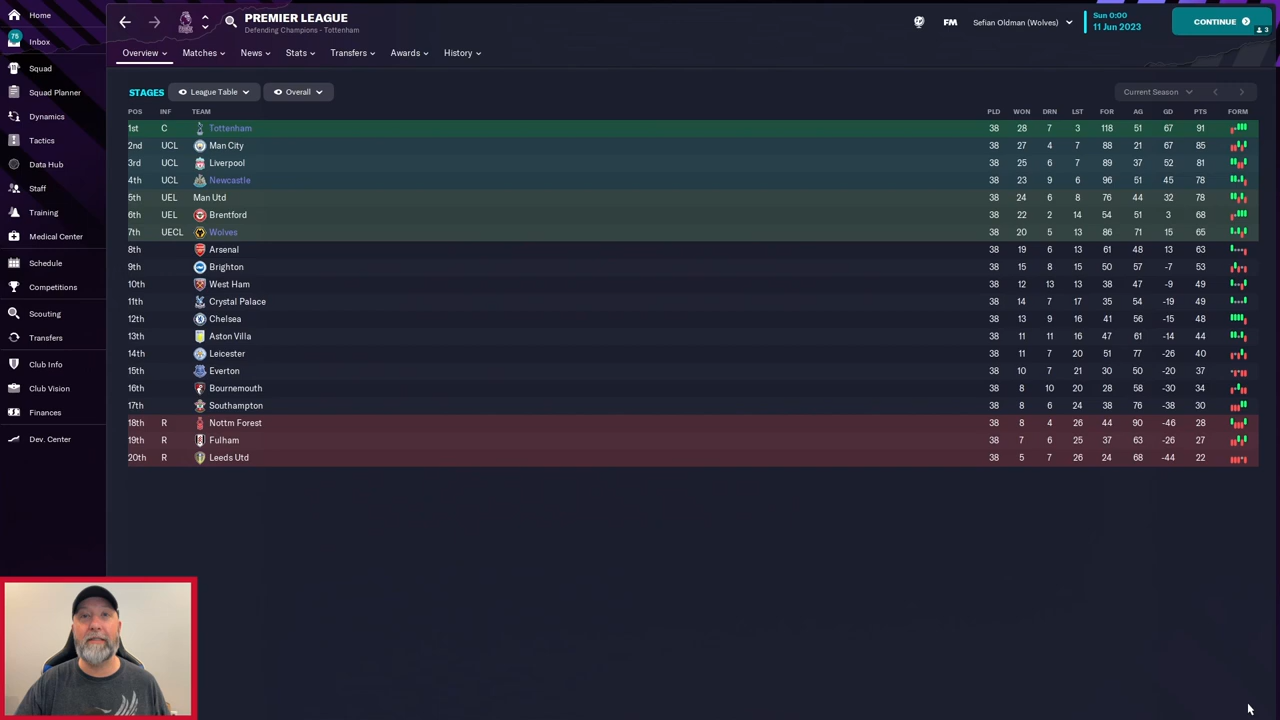 Home
75
Inbox
Squad
Squad Planner
Dynamics
Tactics
Data Hub
Staff
Training
Medical Center
Schedule
Competitions
Scouting
Transfers
Club Info
Club Vision
Finances
Dev. Center
PREMIER LEAGUE
Defending Champions - Tottenham
FM
Sefian Oldman (Wolves)
Sun 0:00
11 Jun 2023
CONTINUE
3
Overview Matches News Stats Transfers Awards History
STAGES League Table Overall Current Season
POS INF TEAM PLD WON DRN LST FOR AG GD PTS FORM
1st C Tottenham 38 28 7 3 118 51 67 91
2nd UCL Man City 38 27 4 7 88 21 67 85
3rd UCL Liverpool 38 25 6 7 89 37 52 81
4th UCL Newcastle 38 23 9 6 96 51 45 78
5th UEL Man Utd 38 24 6 8 76 44 32 78
6th UEL Brentford 38 22 2 14 54 51 3 68
7th UECL Wolves 38 20 5 13 86 71 15 65
8th Arsenal 38 19 6 13 61 48 13 63
9th Brighton 38 15 8 15 50 57 -7 53
10th West Ham 38 12 13 13 38 47 -9 49
11th Crystal Palace 38 14 7 17 35 54 -19 49
12th Chelsea 38 13 9 16 41 56 -15 48
13th Aston Villa 38 11 11 16 47 61 -14 44
14th Leicester 38 11 7 20 51 77 -26 40
15th Everton 38 10 7 21 30 50 -20 37
16th Bournemouth 38 8 10 20 28 58 -30 34
17th Southampton 38 8 6 24 38 76 -38 30
18th R Nottm Forest 38 8 4 26 44 90 -46 28
19th R Fulham 38 7 6 25 37 63 -26 27
20th R Leeds Utd 38 5 7 26 24 68 -44 22